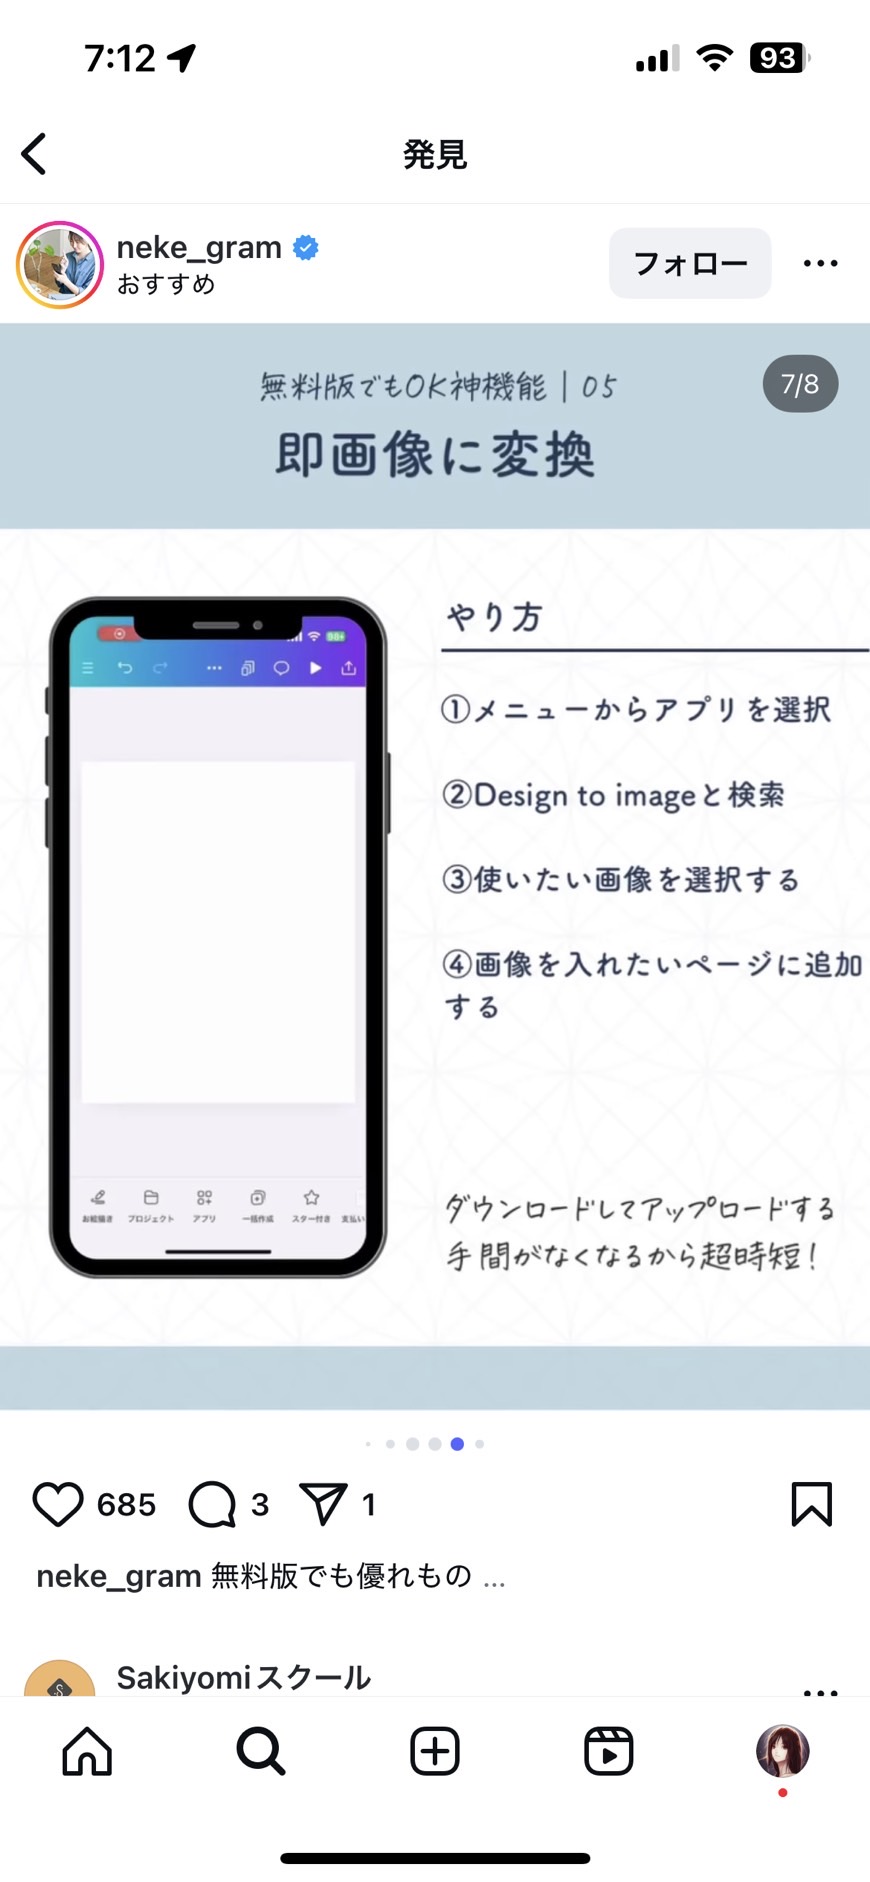 7:12
93
発見
neke_gram
おすすめ
フォロー
無料版でもOK神機能 | 05
7/8
即画像に変換
98+
やり方
①メニューからアプリを選択
②Design to imageと検索
③使いたい画像を選択する
④画像を入れたいページに追加
する
お絵描き プロジェクト アプリ 一括作成 スター付き 支払い
ダウンロードしてアップロードする
手間がなくなるから超時短!
685 3 1
neke_gram 無料版でも優れもの ...
Sakiyomiスクール
S